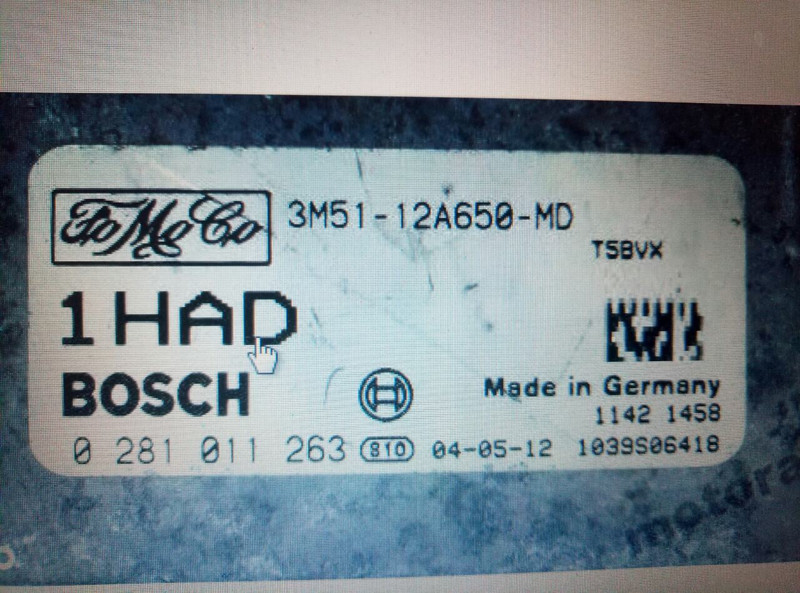 FoMoCo 3M51-12A650-MD
T5BVX
1HAD
BOSCH
Made in Germany
1142 1458
0 281 011 263 810 04-05-12 1039S06418